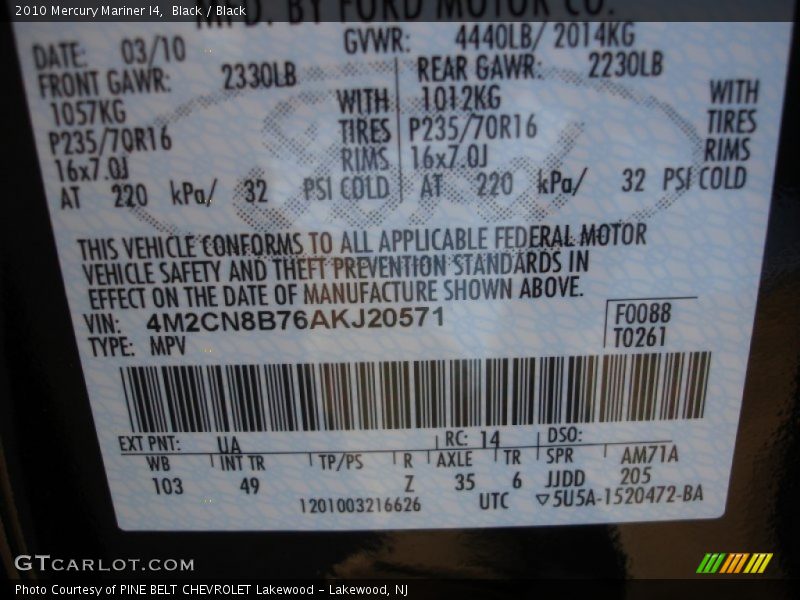 2010 Mercury Mariner I4, Black / Black
MFD. BY FORD MOTOR CO.
DATE: 03/10 GVWR: 4440LB/ 2014KG
FRONT GAWR: 2330LB REAR GAWR: 2230LB
1057KG WITH 1012KG WITH
P235/70R16 TIRES P235/70R16 TIRES
16x7.0J RIMS 16x7.0J RIMS
AT 220 kPa/ 32 PSI COLD AT 220 kPa/ 32 PSI COLD
THIS VEHICLE CONFORMS TO ALL APPLICABLE FEDERAL MOTOR
VEHICLE SAFETY AND THEFT PREVENTION STANDARDS IN
EFFECT ON THE DATE OF MANUFACTURE SHOWN ABOVE.
VIN: 4M2CN8B76AKJ20571 F0088
TYPE: MPV T0261
EXT PNT: UA RC: 14 DSO:
WB INT TR TP/PS R AXLE TR SPR AM71A
103 49 Z 35 6 JJDD 205
1201003216626 UTC ▽5U5A-1520472-BA
GTCARLOT.COM
Photo Courtesy of PINE BELT CHEVROLET Lakewood - Lakewood, NJ